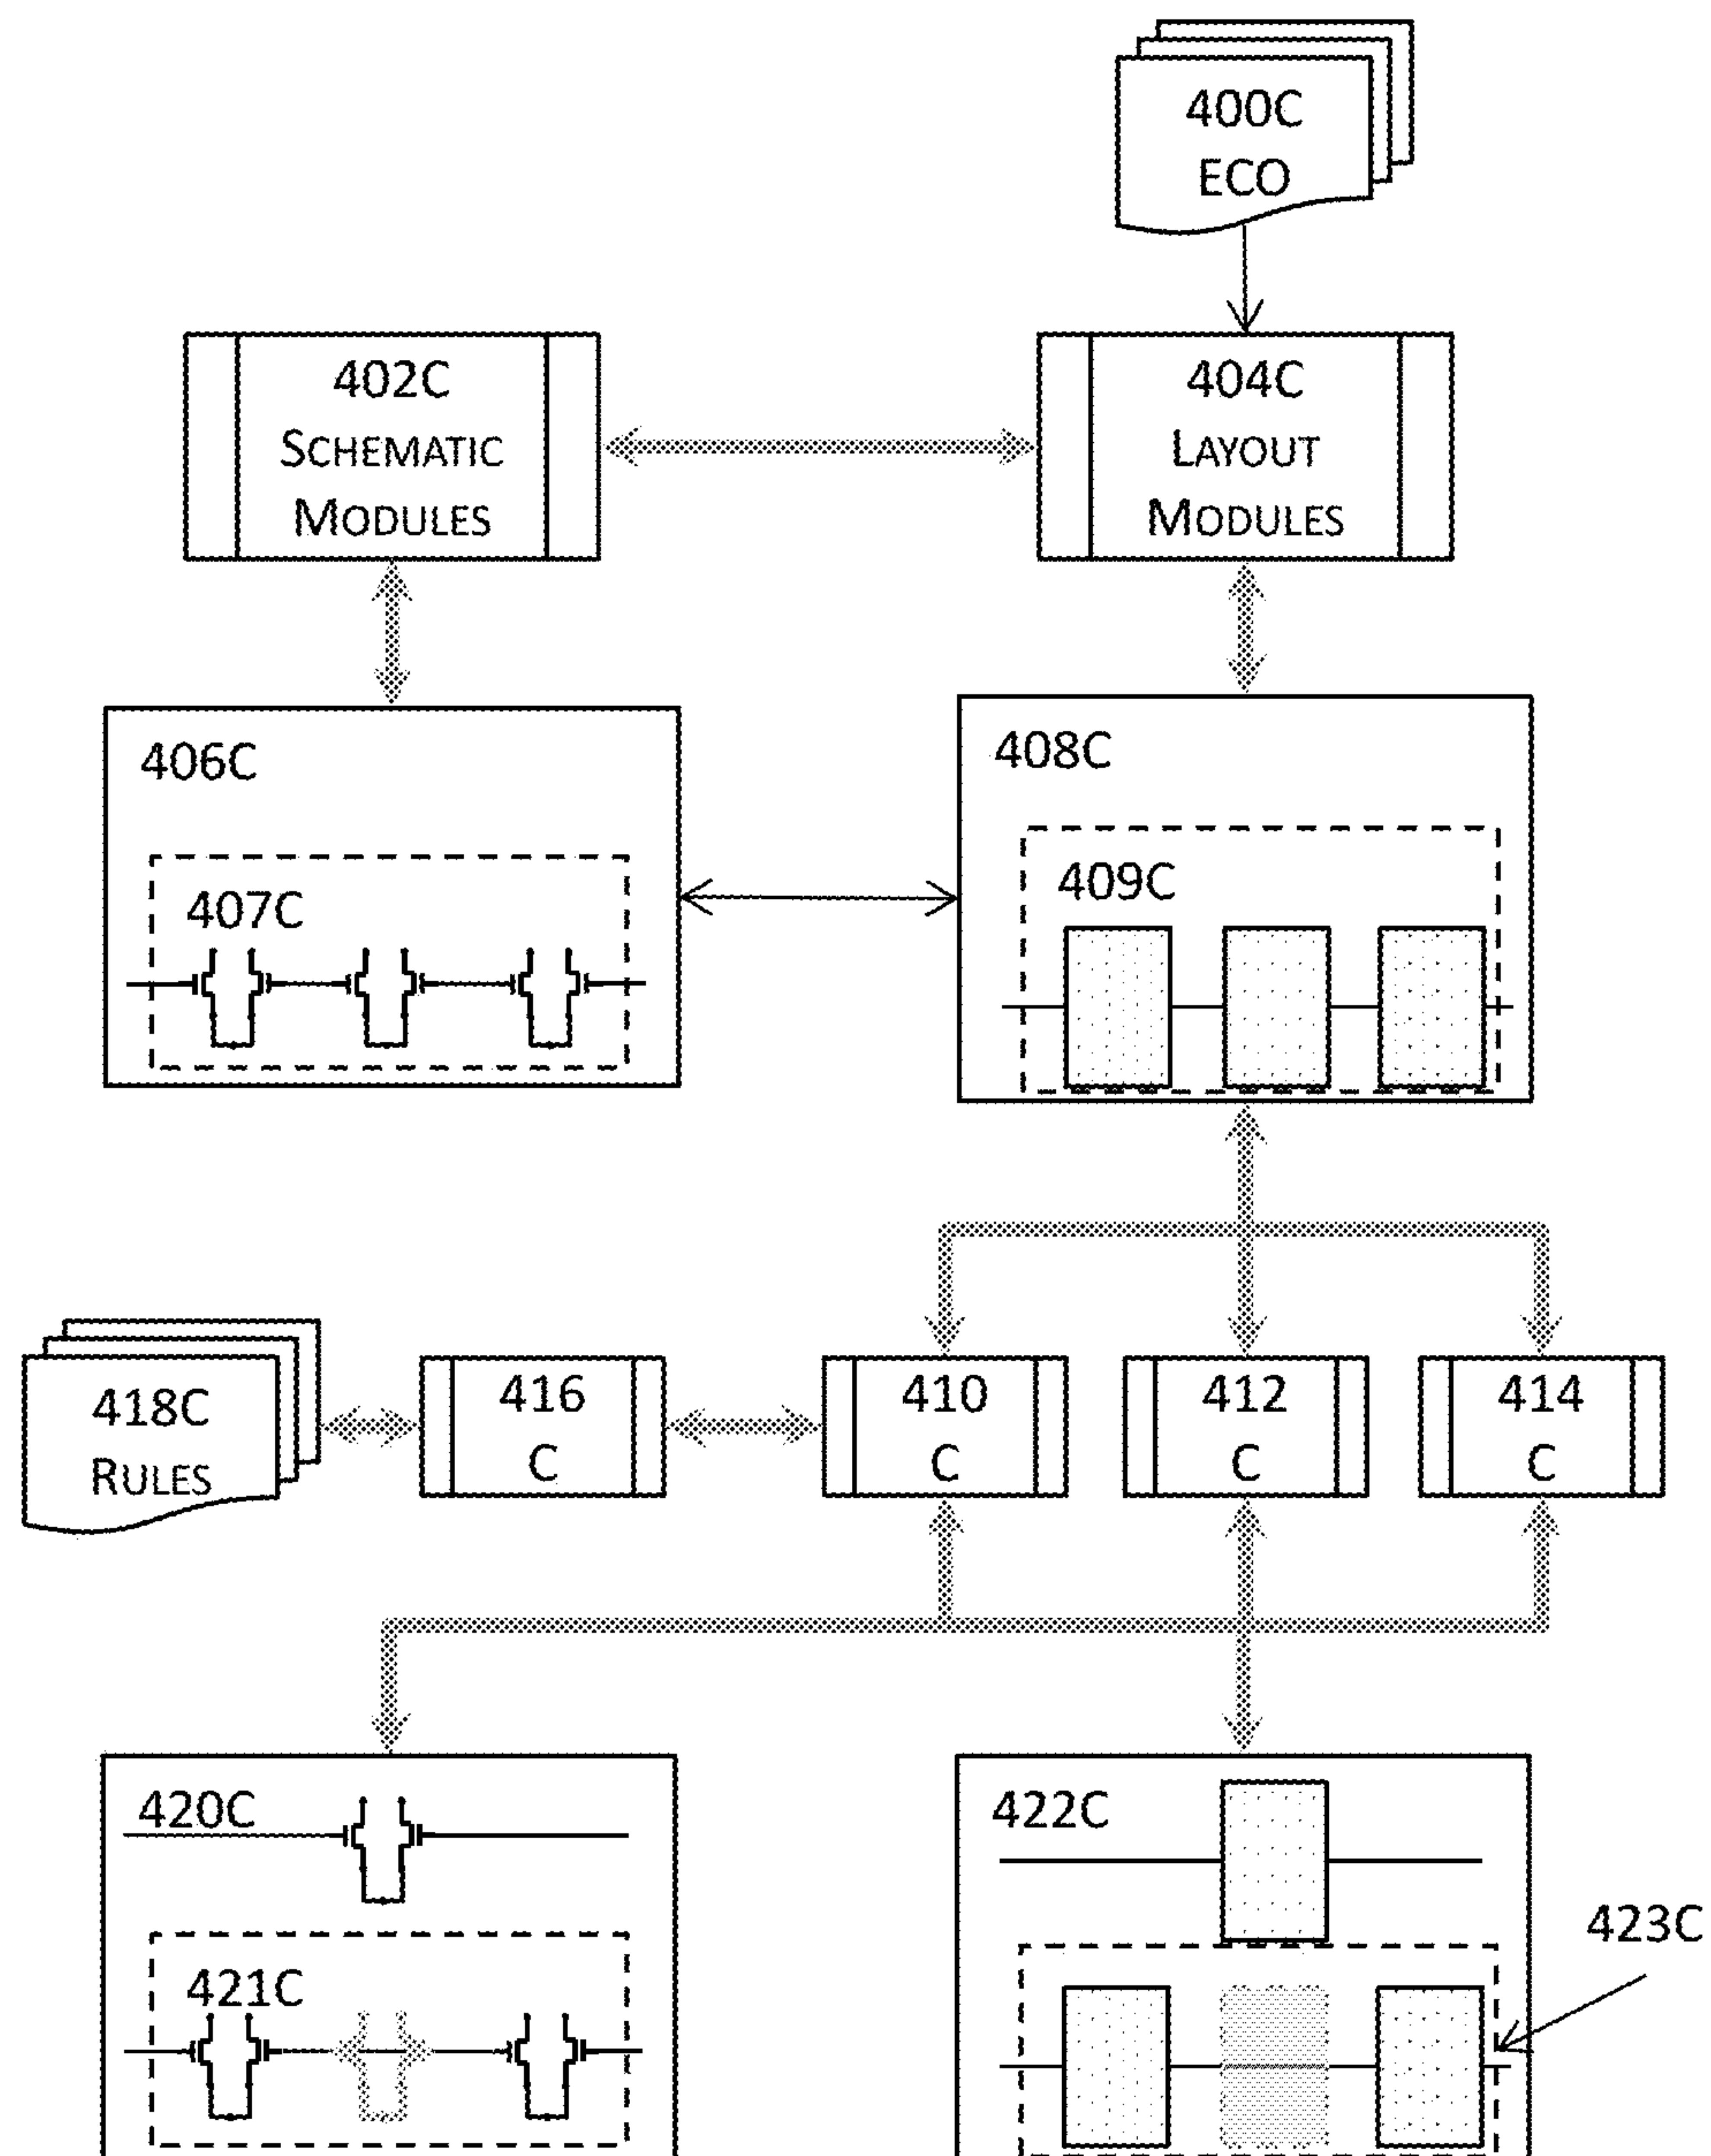 400C
ECO
402C
SCHEMATIC
MODULES
404C
LAYOUT
MODULES
406C
407C
408C
409C
418C
RULES
416
C
410
C
412
C
414
C
420C
421C
422C
423C